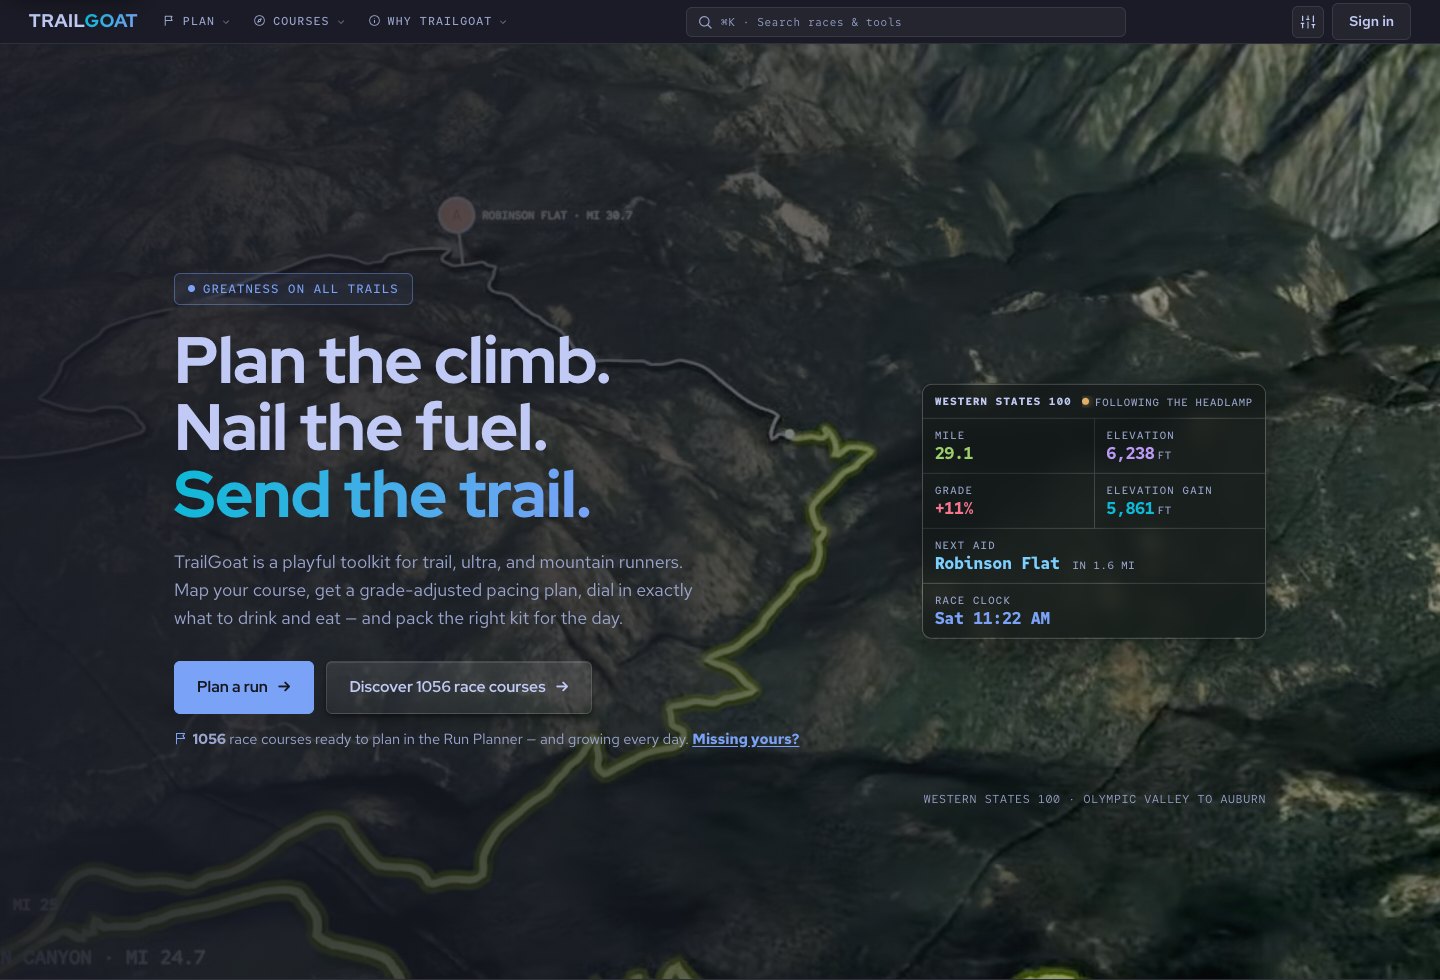 TRAILGOAT
PLAN
COURSES
WHY TRAILGOAT
⌘K · Search races & tools
Sign in
ROBINSON FLAT · MI 30.7
GREATNESS ON ALL TRAILS
Plan the climb.
Nail the fuel.
Send the trail.
TrailGoat is a playful toolkit for trail, ultra, and mountain runners.
Map your course, get a grade-adjusted pacing plan, dial in exactly
what to drink and eat — and pack the right kit for the day.
Plan a run →
Discover 1056 race courses →
1056 race courses ready to plan in the Run Planner — and growing every day. Missing yours?
WESTERN STATES 100
FOLLOWING THE HEADLAMP
MILE
29.1
ELEVATION
6,238 FT
GRADE
+11%
ELEVATION GAIN
5,861 FT
NEXT AID
Robinson Flat IN 1.6 MI
RACE CLOCK
Sat 11:22 AM
WESTERN STATES 100 · OLYMPIC VALLEY TO AUBURN
MI 25
CANYON · MI 24.7